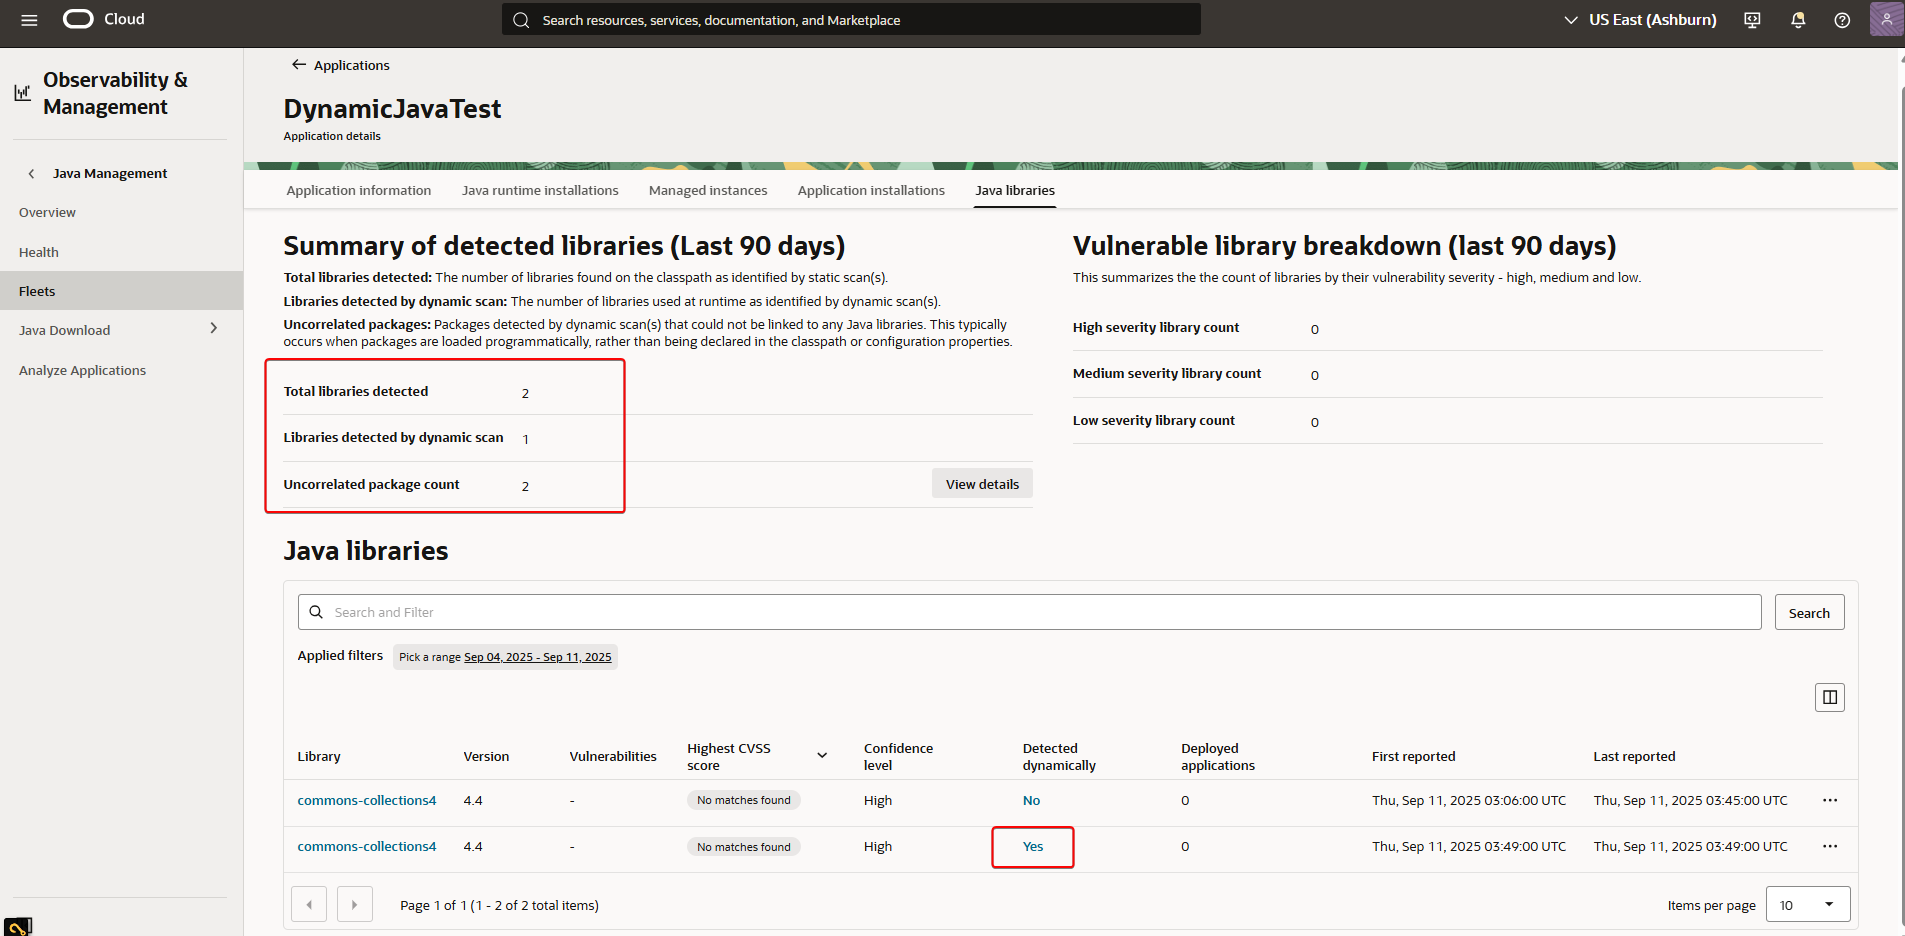 Cloud
Search resources, services, documentation, and Marketplace
US East (Ashburn)
Observability &
Management
Java Management
Overview
Health
Fleets
Java Download
Analyze Applications
Applications
DynamicJavaTest
Application details
Application information
Java runtime installations
Managed instances
Application installations
Java libraries
Summary of detected libraries (Last 90 days)
Total libraries detected: The number of libraries found on the classpath as identified by static scan(s).
Libraries detected by dynamic scan: The number of libraries used at runtime as identified by dynamic scan(s).
Uncorrelated packages: Packages detected by dynamic scan(s) that could not be linked to any Java libraries. This typically
occurs when packages are loaded programmatically, rather than being declared in the classpath or configuration properties.
Total libraries detected 2
Libraries detected by dynamic scan 1
Uncorrelated package count 2
View details
Vulnerable library breakdown (last 90 days)
This summarizes the the count of libraries by their vulnerability severity - high, medium and low.
High severity library count 0
Medium severity library count 0
Low severity library count 0
Java libraries
Search and Filter
Search
Applied filters Pick a range Sep 04, 2025 - Sep 11, 2025
Library Version Vulnerabilities Highest CVSS score Confidence level Detected dynamically Deployed applications First reported Last reported
commons-collections4 4.4 - No matches found High No 0 Thu, Sep 11, 2025 03:06:00 UTC Thu, Sep 11, 2025 03:45:00 UTC
commons-collections4 4.4 - No matches found High Yes 0 Thu, Sep 11, 2025 03:49:00 UTC Thu, Sep 11, 2025 03:49:00 UTC
Page 1 of 1 (1 - 2 of 2 total items)
Items per page 10